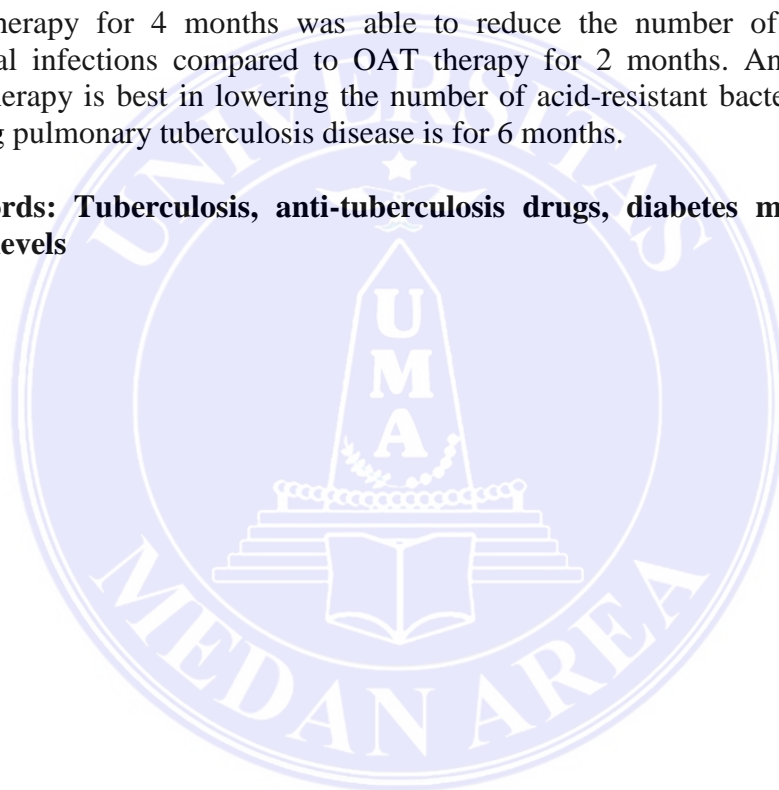 herapy for 4 months was able to reduce the number of
al infections compared to OAT therapy for 2 months. An
herapy is best in lowering the number of acid-resistant bacte
g pulmonary tuberculosis disease is for 6 months.
rds: Tuberculosis, anti-tuberculosis drugs, diabetes m
evels
UNIVERSITAS
UMA
MEDAN AREA